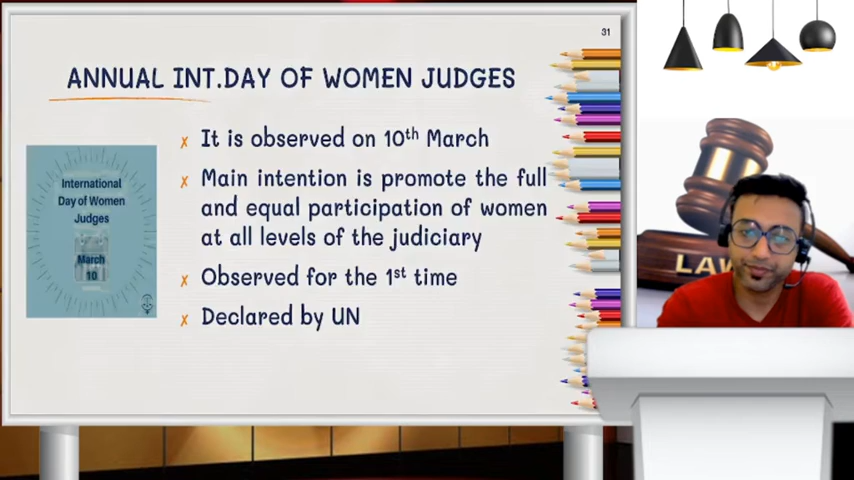 31
ANNUAL INT.DAY OF WOMEN JUDGES
International
Day of Women
Judges
March
10
x It is observed on 10th March
x Main intention is promote the full
and equal participation of women
at all levels of the judiciary
x Observed for the 1st time
x Declared by UN
LAW